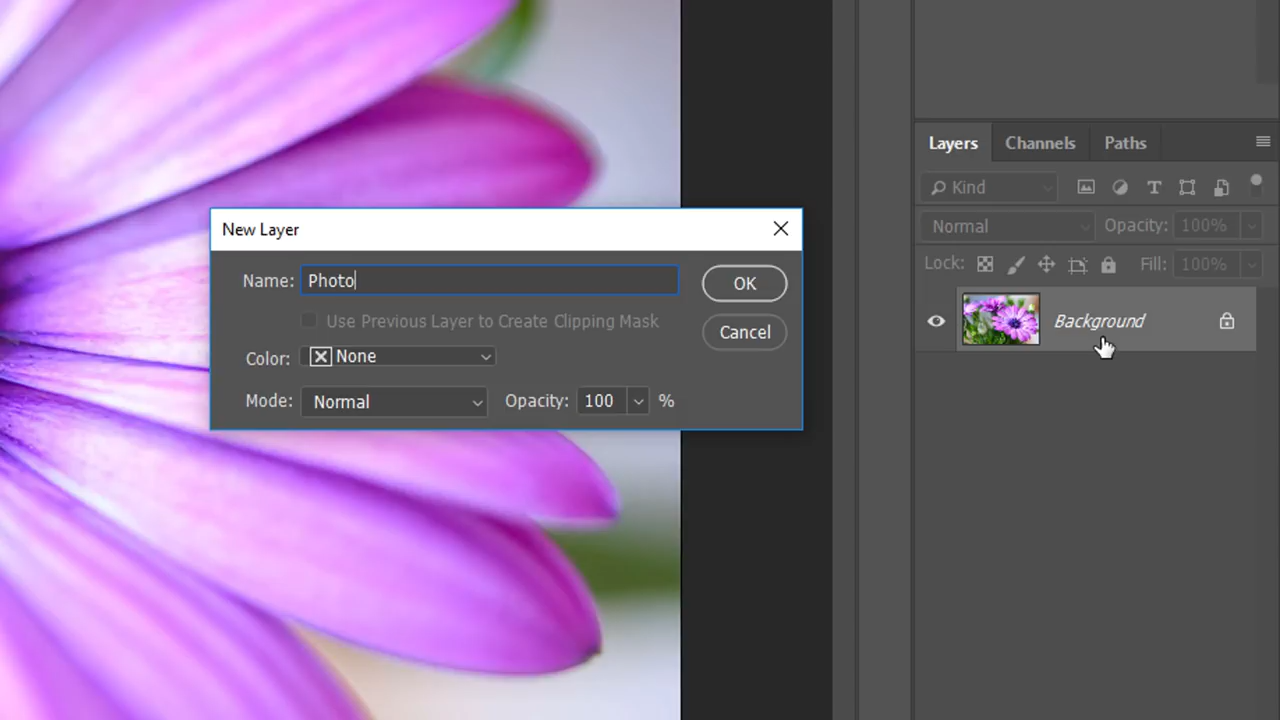 New Layer
Name: Photo
OK
Use Previous Layer to Create Clipping Mask
Cancel
Color: None
Mode: Normal Opacity: 100 %
Layers Channels Paths
Kind
Normal Opacity: 100%
Lock: Fill: 100%
Background